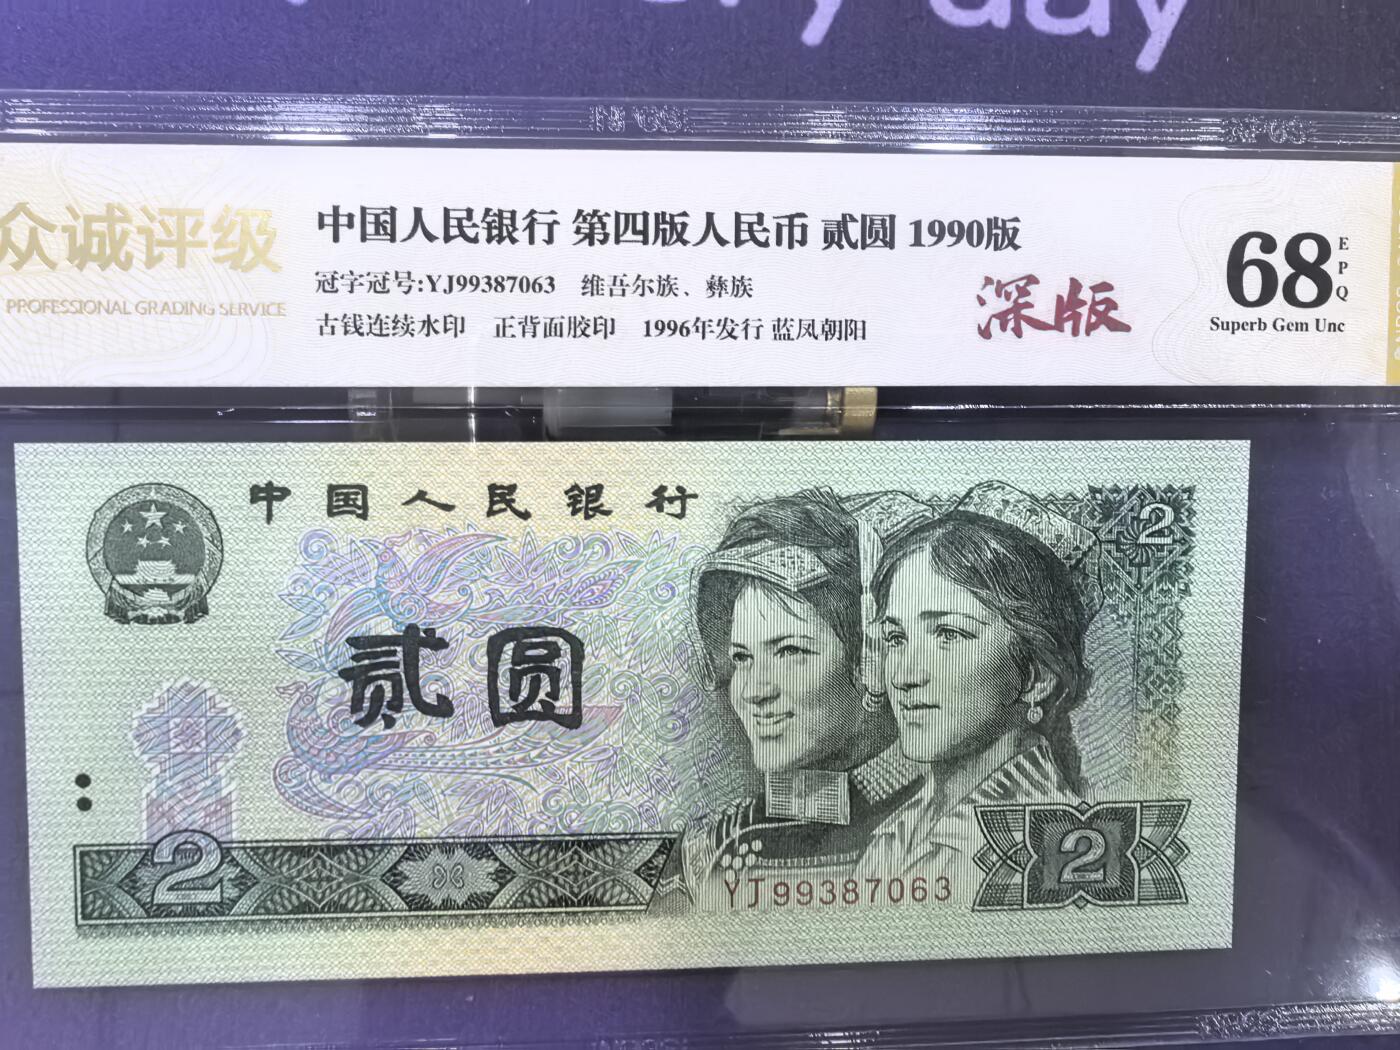 day
众诚评级
PROFESSIONAL GRADING SERVICE
中国人民银行 第四版人民币 贰圆 1990版
冠字冠号:YJ99387063 维吾尔族、彝族
古钱连续水印 正背面胶印 1996年发行 蓝凤朝阳
深版
68 EPQ
Superb Gem Unc
中国人民银行
2
贰圆
2
YJ99387063
2